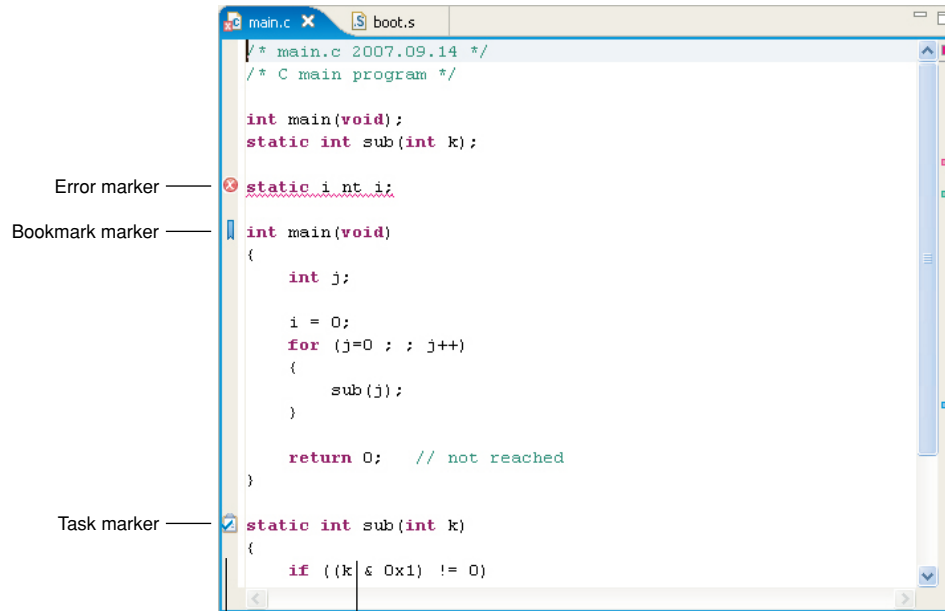 main.c boot.s
/* main.c 2007.09.14 */
/* C main program */
int main(void);
static int sub(int k);
Error marker static i nt i;
Bookmark marker int main(void)
{
int j;
i = 0;
for (j=0 ; ; j++)
{
sub(j);
}
return 0; // not reached
}
Task marker static int sub(int k)
{
if ((k & 0x1) != 0)